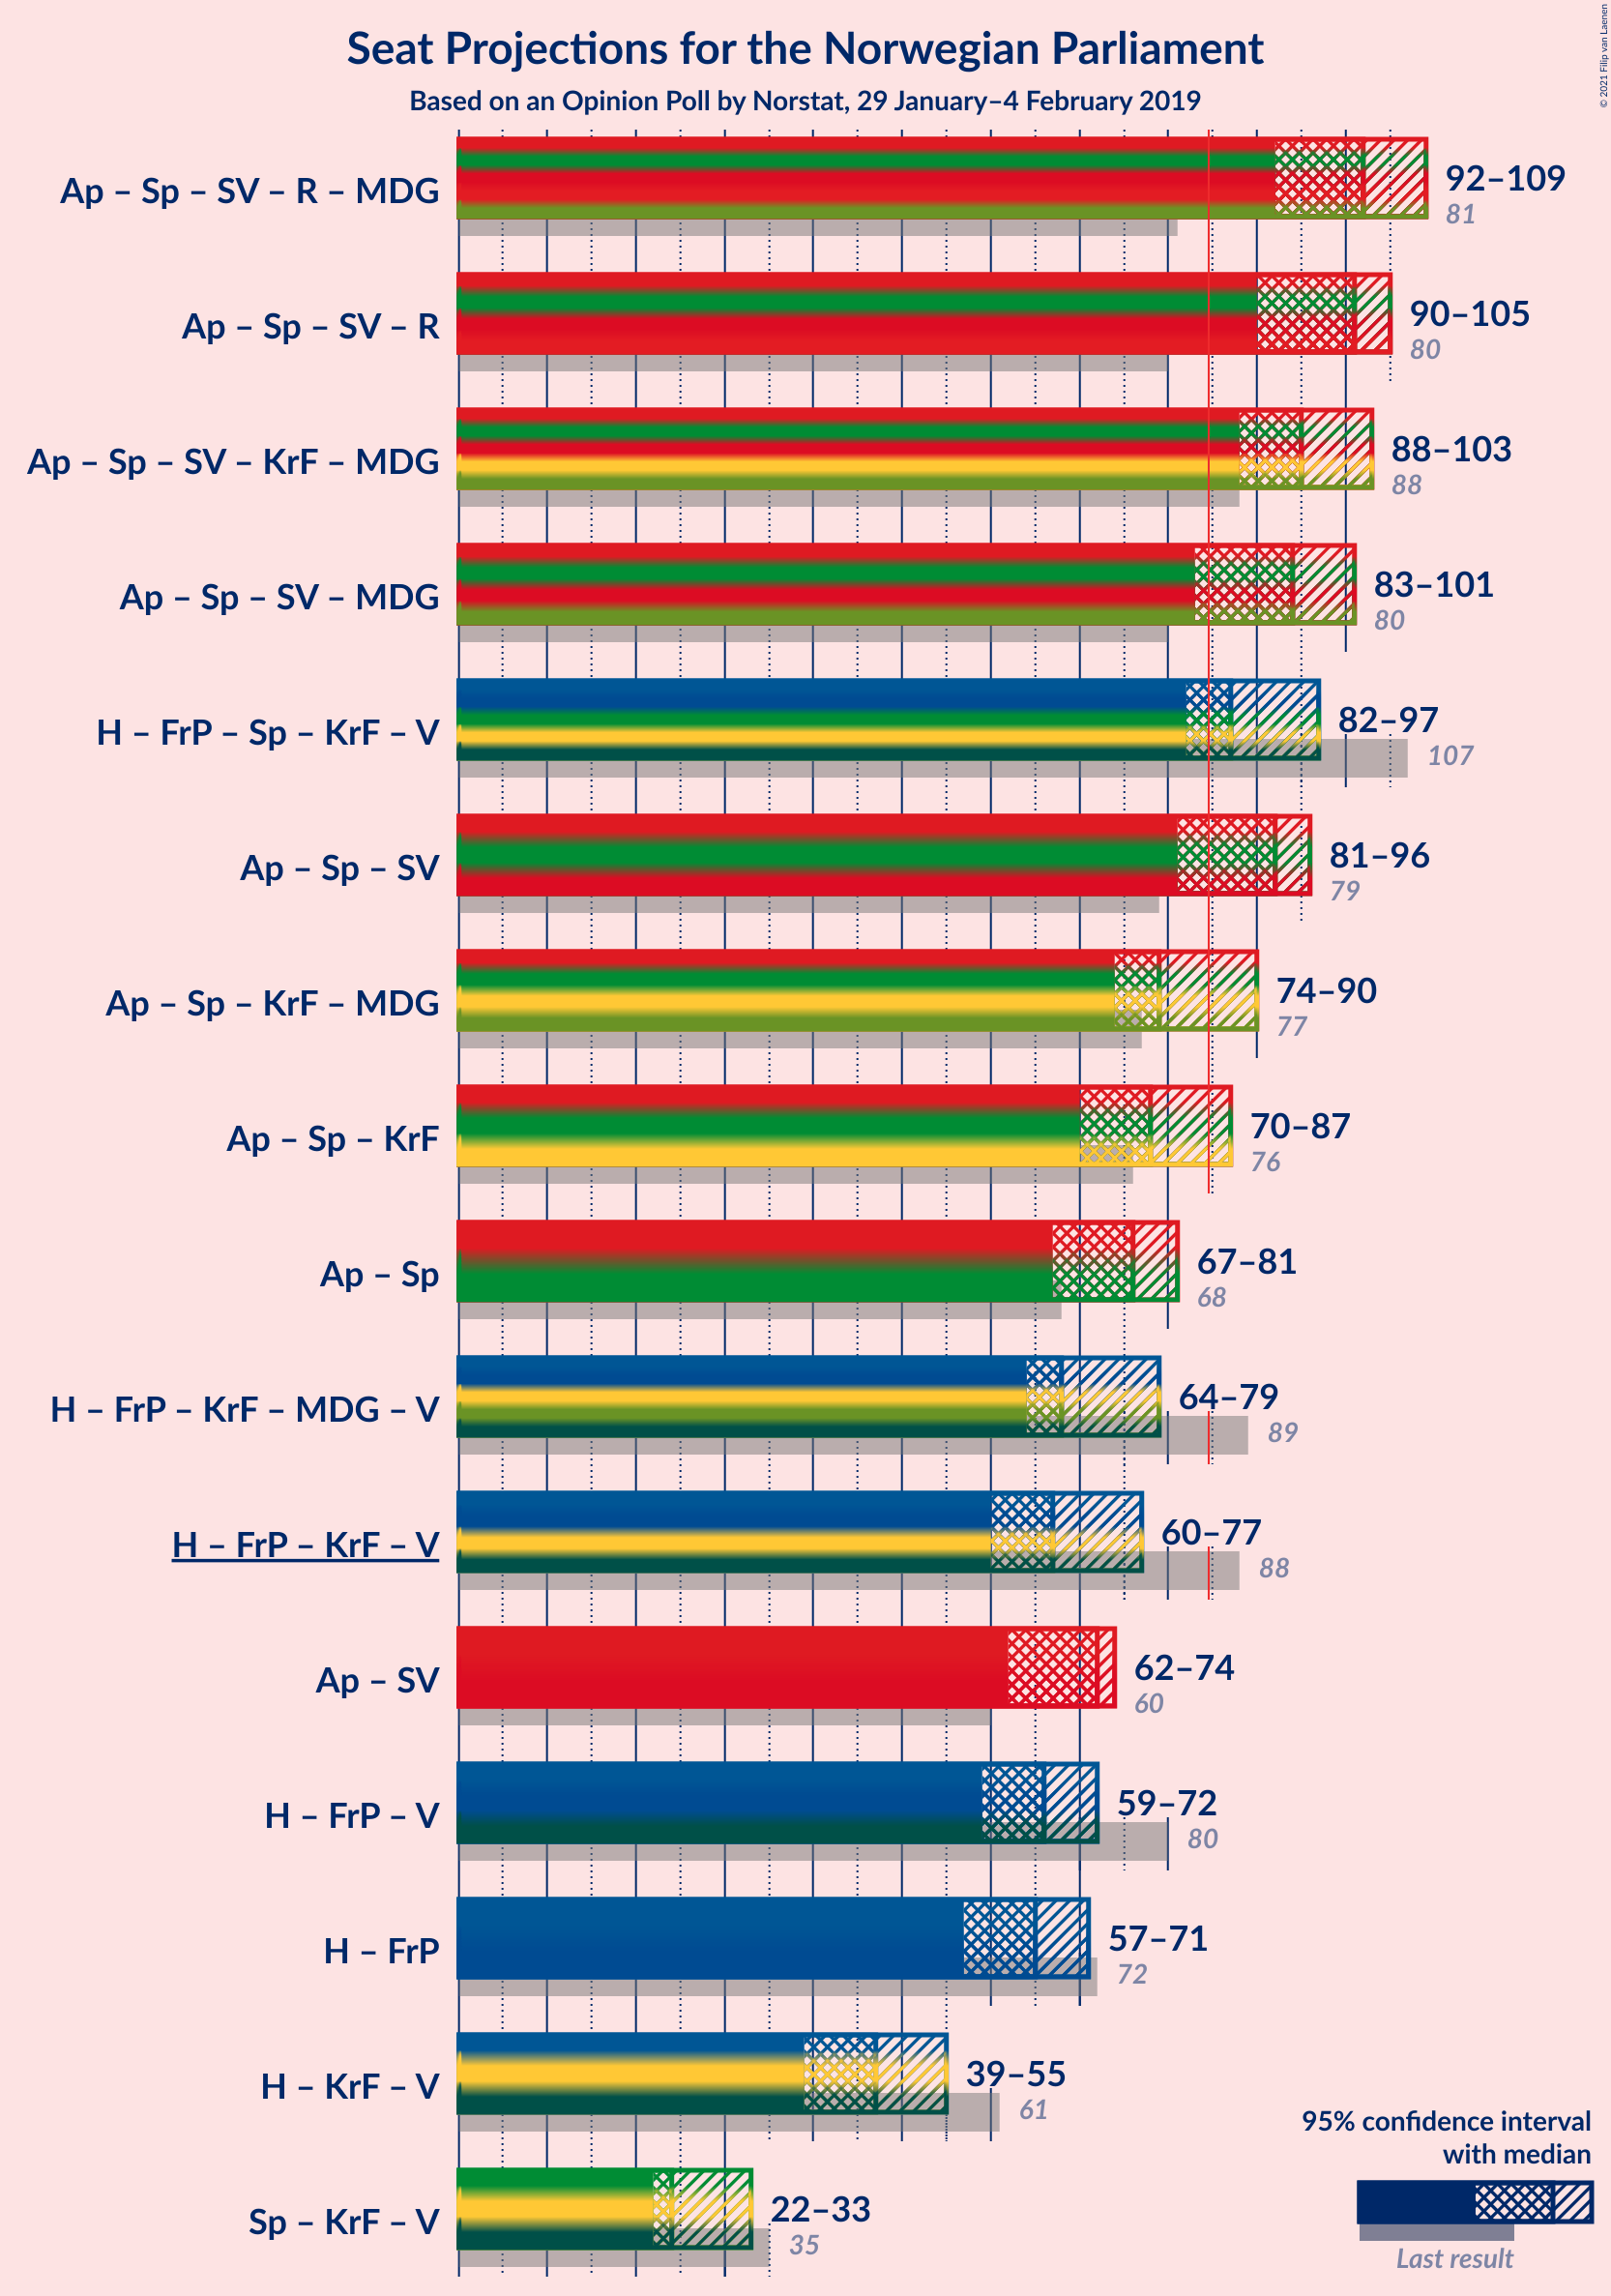 Seat Projections for the Norwegian Parliament
Based on an Opinion Poll by Norstat, 29 January–4 February 2019
© 2021 Filip van Laenen
Ap – Sp – SV – R – MDG
92–109
81
Ap – Sp – SV – R
90–105
80
Ap – Sp – SV – KrF – MDG
88–103
88
Ap – Sp – SV – MDG
83–101
80
H – FrP – Sp – KrF – V
82–97
107
Ap – Sp – SV
81–96
79
Ap – Sp – KrF – MDG
74–90
77
Ap – Sp – KrF
70–87
76
Ap – Sp
67–81
68
H – FrP – KrF – MDG – V
64–79
89
H – FrP – KrF – V
60–77
88
Ap – SV
62–74
60
H – FrP – V
59–72
80
H – FrP
57–71
72
H – KrF – V
39–55
61
Sp – KrF – V
22–33
35
95% confidence interval
with median
Last result